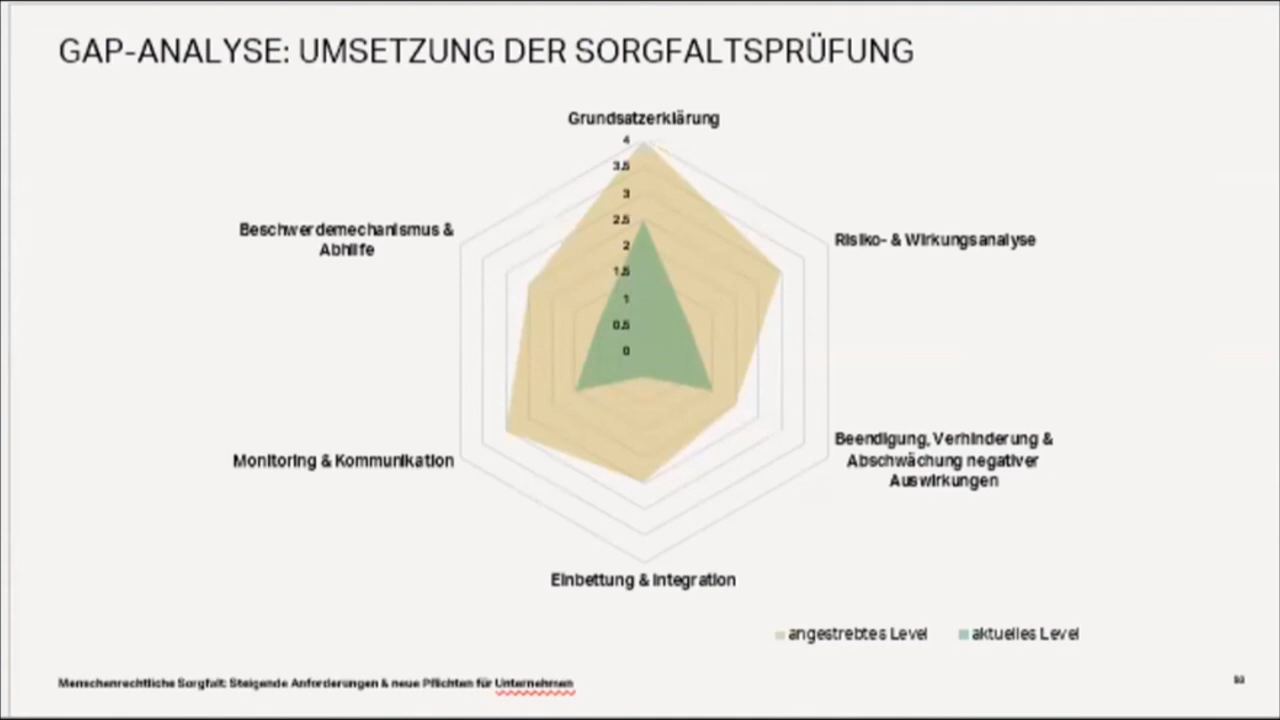 GAP-ANALYSE: UMSETZUNG DER SORGFALTSPRÜFUNG
Grundsatzerklärung
4
3,5
3
2,5
2
1,5
1
0,5
0
Beschwerdemechanismus &
Abhilfe
Risiko- & Wirkungsanalyse
Monitoring & Kommunikation
Beendigung, Verhinderung &
Abschwächung negativer
Auswirkungen
Einbettung & Integration
angestrebtes Level
aktuelles Level
Menschenrechtliche Sorgfalt: Steigende Anforderungen & neue Pflichten für Unternehmen